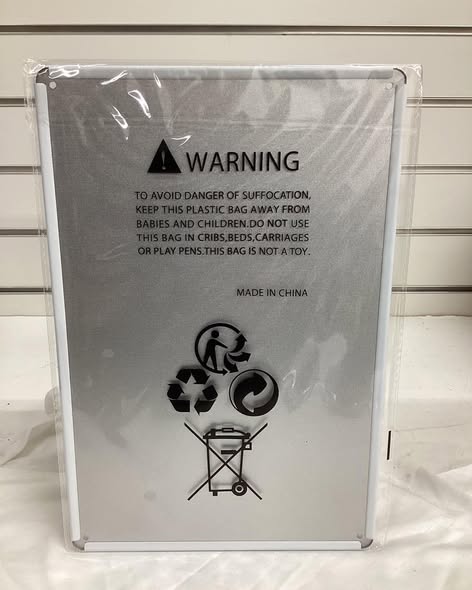 WARNING
TO AVOID DANGER OF SUFFOCATION,
KEEP THIS PLASTIC BAG AWAY FROM
BABIES AND CHILDREN.DO NOT USE
THIS BAG IN CRIBS,BEDS,CARRIAGES
OR PLAY PENS.THIS BAG IS NOT A TOY.
MADE IN CHINA